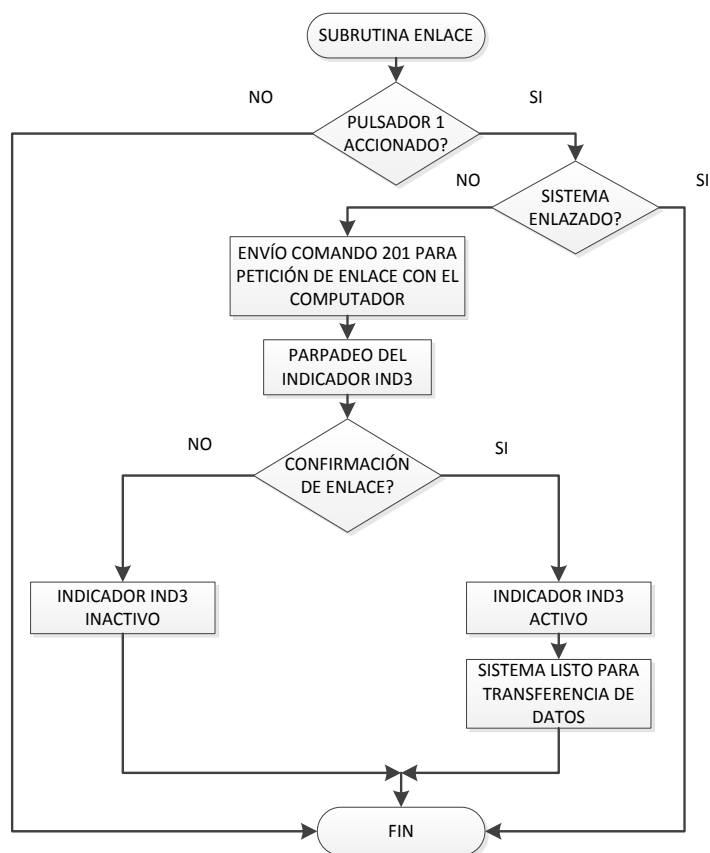 SUBRUTINA ENLACE
NO
SI
PULSADOR 1
ACCIONADO?
NO
SI
SISTEMA
ENLAZADO?
ENVÍO COMANDO 201 PARA
PETICIÓN DE ENLACE CON EL
COMPUTADOR
PARPADEO DEL
INDICADOR IND3
NO
SI
CONFIRMACIÓN
DE ENLACE?
INDICADOR IND3
INACTIVO
INDICADOR IND3
ACTIVO
SISTEMA LISTO PARA
TRANSFERENCIA DE
DATOS
FIN